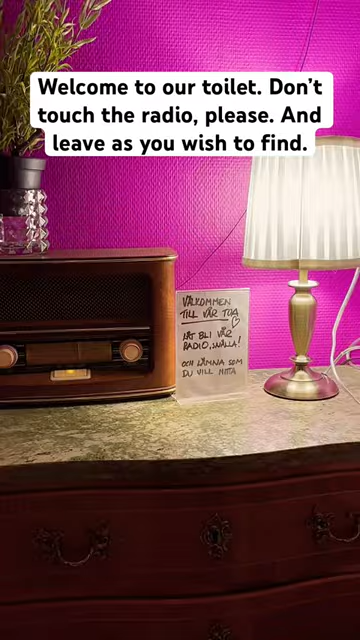 Welcome to our toilet. Don't
touch the radio, please. And
leave as you wish to find.
VÄLKOMMEN
TILL VÅR TOA
LÅT BLI VÅR
RADIO, SNÄLLA!
OCH LÄMNA SOM
DU VILL HITTA